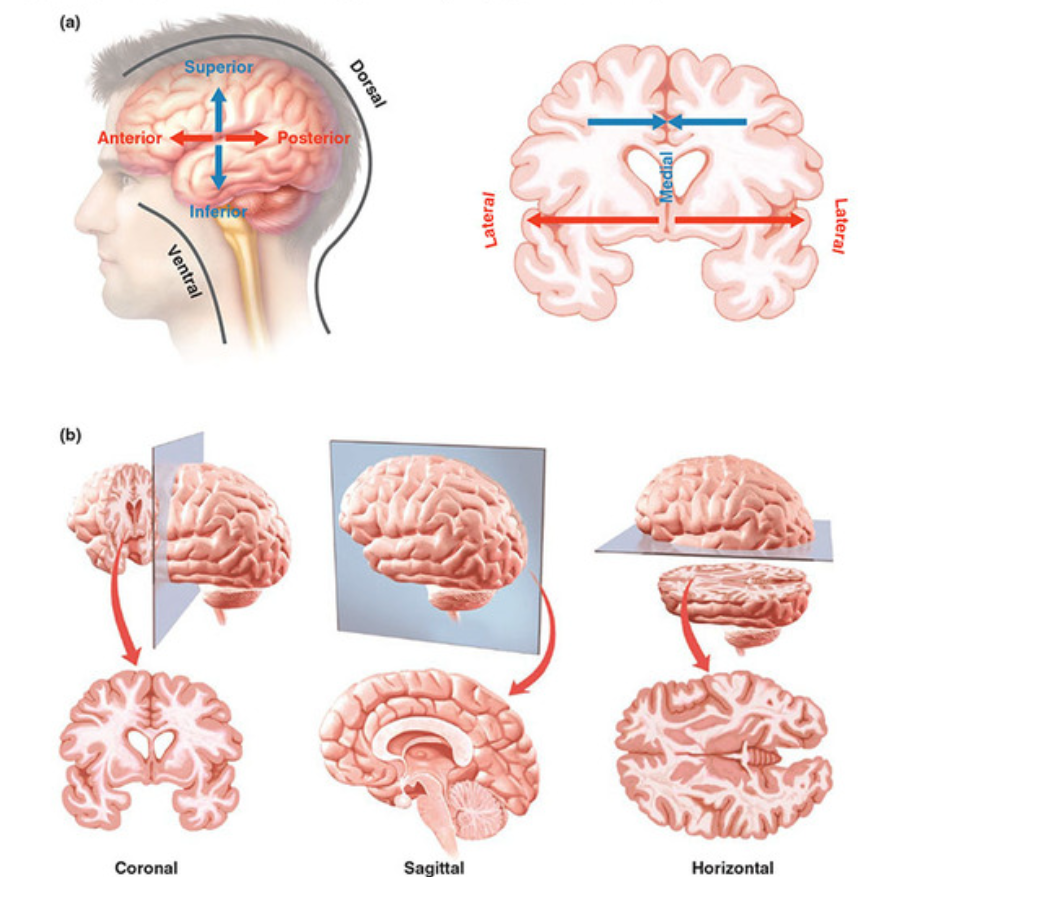 (a)
Superior
Dorsal
Anterior
Posterior
Inferior
Ventral
Medial
Lateral
Lateral
(b)
Coronal
Sagittal
Horizontal